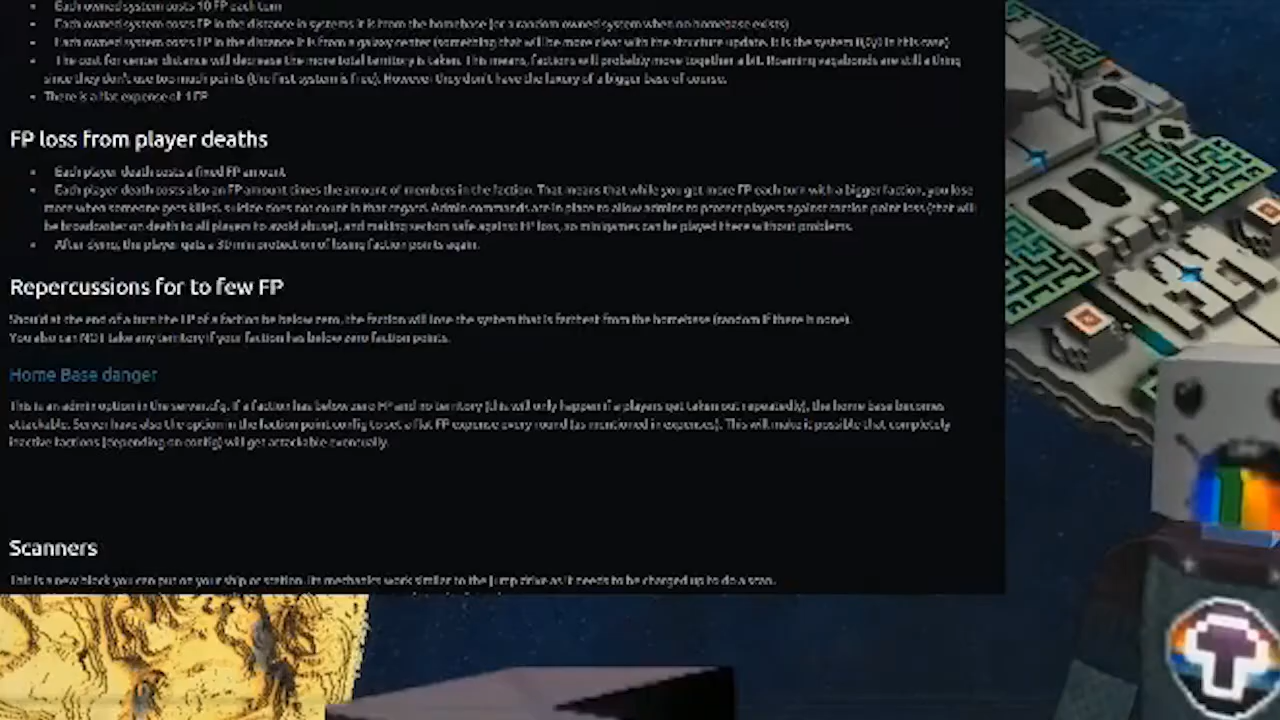 Each owned system costs 10 FP each turn
Each owned system costs FP in the distance in systems it is from the homebase (or a random owned system when no homebase exists)
Each owned system costs FP in the distance it is from a galaxy center (something that will be more clear with the structure update. It is the system 0,0,0 in this case)
The cost for center distance will decrease the more total territory is taken. This means, factions will probably move together a bit. Roaming vagabonds are still a thing
since they don't use too much points (the first system is free). However they don't have the luxury of a bigger base of course.
There is a flat expense of 1 FP
FP loss from player deaths
Each player death costs a fixed FP amount
Each player death costs also an FP amount times the amount of members in the faction. That means that while you get more FP each turn with a bigger faction, you lose
more when someone gets killed. Suicide does not count in that regard. Admin commands are in place to allow admins to protect players against faction point loss (that will
be broadcaster on death to all players to avoid abuse), and making sectors safe against FP loss, so minigames can be played there without problems.
After dying, the player gets a 30 min protection of losing faction points again.
Repercussions for to few FP
Should at the end of a turn the FP of a faction be below zero, the faction will lose the system that is farthest from the homebase (random if there is none).
You also can NOT take any territory if your faction has below zero faction points.
Home Base danger
This is an admin option in the server.cfg. If a faction has below zero FP and no territory (this will only happen if a players get taken out repeatedly), the home base becomes
attackable. Server have also the option in the faction point config to set a flat FP expense every round (as mentioned in expenses). This will make it possible that completely
inactive factions (depending on config) will get attackable eventually.
Scanners
This is a new block you can put on your ship or station. Its mechanics work similar to the jump drive as it needs to be charged up to do a scan.